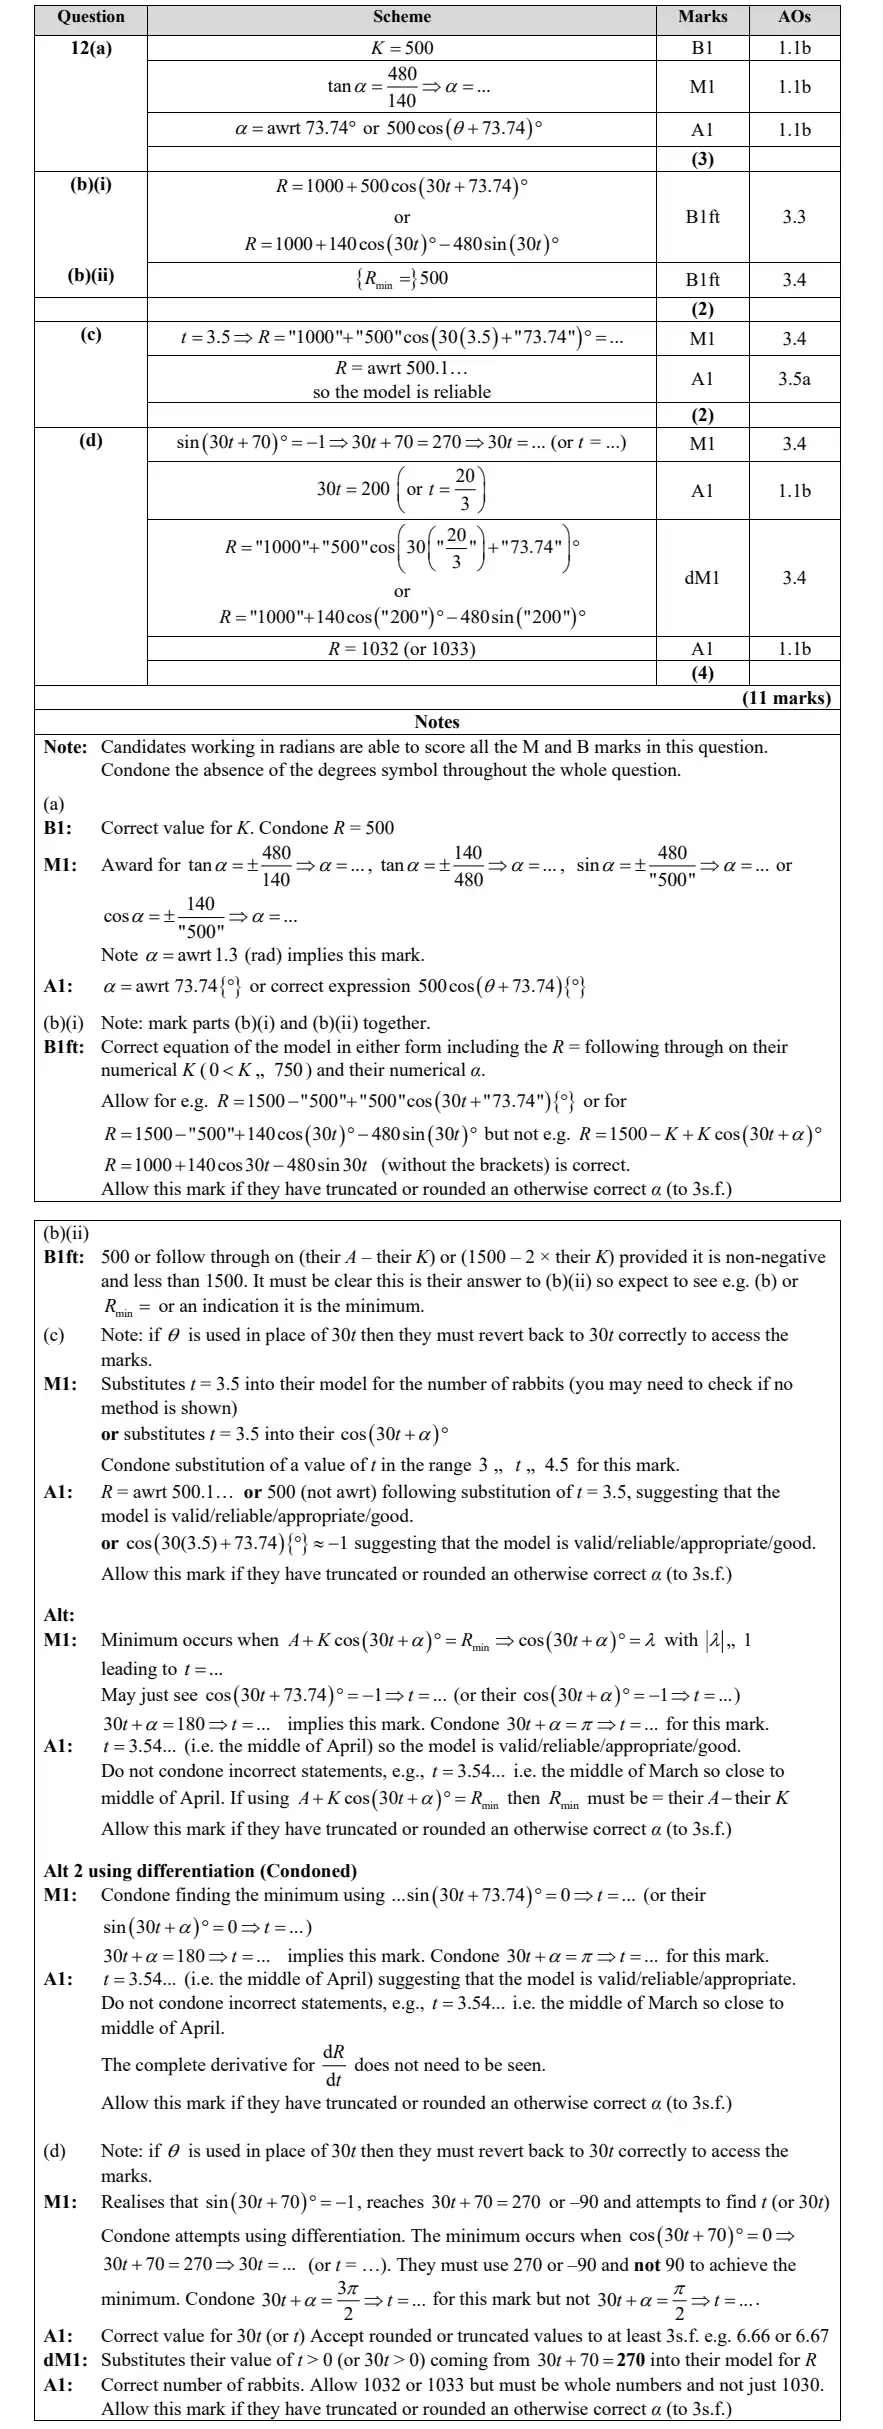 Question Scheme Marks AOs
12(a) K = 500 B1 1.1b
tan α = 480/140 ⇒ α = ... M1 1.1b
α = awrt 73.74° or 500cos(θ + 73.74)° A1 1.1b
(3)
(b)(i) R = 1000 + 500cos(30t + 73.74)°
or
R = 1000 + 140cos(30t)° − 480sin(30t)° B1ft 3.3
(b)(ii) {R_min =} 500 B1ft 3.4
(2)
(c) t = 3.5 ⇒ R = "1000" + "500"cos(30(3.5) + "73.74")° = ... M1 3.4
R = awrt 500.1…
so the model is reliable A1 3.5a
(2)
(d) sin(30t + 70)° = −1 ⇒ 30t + 70 = 270 ⇒ 30t = ... (or t = ...) M1 3.4
30t = 200 (or t = 20/3) A1 1.1b
R = "1000" + "500"cos(30("20/3") + "73.74")°
or
R = "1000" + 140cos("200")° − 480sin("200")° dM1 3.4
R = 1032 (or 1033) A1 1.1b
(4)
(11 marks)
Notes
Note: Candidates working in radians are able to score all the M and B marks in this question.
Condone the absence of the degrees symbol throughout the whole question.
(a)
B1: Correct value for K. Condone R = 500
M1: Award for tan α = ± 480/140 ⇒ α = ... , tan α = ± 140/480 ⇒ α = ... , sin α = ± 480/"500" ⇒ α = ... or
cos α = ± 140/"500" ⇒ α = ...
Note α = awrt 1.3 (rad) implies this mark.
A1: α = awrt 73.74{°} or correct expression 500cos(θ + 73.74){°}
(b)(i) Note: mark parts (b)(i) and (b)(ii) together.
B1ft: Correct equation of the model in either form including the R = following through on their
numerical K (0 < K ,, 750) and their numerical α.
Allow for e.g. R = 1500 − "500" + "500"cos(30t + "73.74"){°} or for
R = 1500 − "500" + 140cos(30t)° − 480sin(30t)° but not e.g. R = 1500 − K + K cos(30t + α)°
R = 1000 + 140cos30t − 480sin30t (without the brackets) is correct.
Allow this mark if they have truncated or rounded an otherwise correct α (to 3s.f.)
(b)(ii)
B1ft: 500 or follow through on (their A – their K) or (1500 – 2 × their K) provided it is non-negative
and less than 1500. It must be clear this is their answer to (b)(ii) so expect to see e.g. (b) or
R_min = or an indication it is the minimum.
(c) Note: if θ is used in place of 30t then they must revert back to 30t correctly to access the
marks.
M1: Substitutes t = 3.5 into their model for the number of rabbits (you may need to check if no
method is shown)
or substitutes t = 3.5 into their cos(30t + α)°
Condone substitution of a value of t in the range 3 ,, t ,, 4.5 for this mark.
A1: R = awrt 500.1… or 500 (not awrt) following substitution of t = 3.5, suggesting that the
model is valid/reliable/appropriate/good.
or cos(30(3.5) + 73.74){°} ≈ −1 suggesting that the model is valid/reliable/appropriate/good.
Allow this mark if they have truncated or rounded an otherwise correct α (to 3s.f.)
Alt:
M1: Minimum occurs when A + K cos(30t + α)° = R_min ⇒ cos(30t + α)° = λ with |λ| ,, 1
leading to t = ...
May just see cos(30t + 73.74)° = −1 ⇒ t = ... (or their cos(30t + α)° = −1 ⇒ t = ...)
30t + α = 180 ⇒ t = ... implies this mark. Condone 30t + α = π ⇒ t = ... for this mark.
A1: t = 3.54... (i.e. the middle of April) so the model is valid/reliable/appropriate/good.
Do not condone incorrect statements, e.g., t = 3.54... i.e. the middle of March so close to
middle of April. If using A + K cos(30t + α)° = R_min then R_min must be = their A − their K
Allow this mark if they have truncated or rounded an otherwise correct α (to 3s.f.)
Alt 2 using differentiation (Condoned)
M1: Condone finding the minimum using ...sin(30t + 73.74)° = 0 ⇒ t = ... (or their
sin(30t + α)° = 0 ⇒ t = ...)
30t + α = 180 ⇒ t = ... implies this mark. Condone 30t + α = π ⇒ t = ... for this mark.
A1: t = 3.54... (i.e. the middle of April) suggesting that the model is valid/reliable/appropriate.
Do not condone incorrect statements, e.g., t = 3.54... i.e. the middle of March so close to
middle of April.
The complete derivative for dR/dt does not need to be seen.
Allow this mark if they have truncated or rounded an otherwise correct α (to 3s.f.)
(d) Note: if θ is used in place of 30t then they must revert back to 30t correctly to access the
marks.
M1: Realises that sin(30t + 70)° = −1, reaches 30t + 70 = 270 or –90 and attempts to find t (or 30t)
Condone attempts using differentiation. The minimum occurs when cos(30t + 70)° = 0 ⇒
30t + 70 = 270 ⇒ 30t = ... (or t = …). They must use 270 or –90 and not 90 to achieve the
minimum. Condone 30t + α = 3π/2 ⇒ t = ... for this mark but not 30t + α = π/2 ⇒ t = ... .
A1: Correct value for 30t (or t) Accept rounded or truncated values to at least 3s.f. e.g. 6.66 or 6.67
dM1: Substitutes their value of t > 0 (or 30t > 0) coming from 30t + 70 = 270 into their model for R
A1: Correct number of rabbits. Allow 1032 or 1033 but must be whole numbers and not just 1030.
Allow this mark if they have truncated or rounded an otherwise correct α (to 3s.f.)